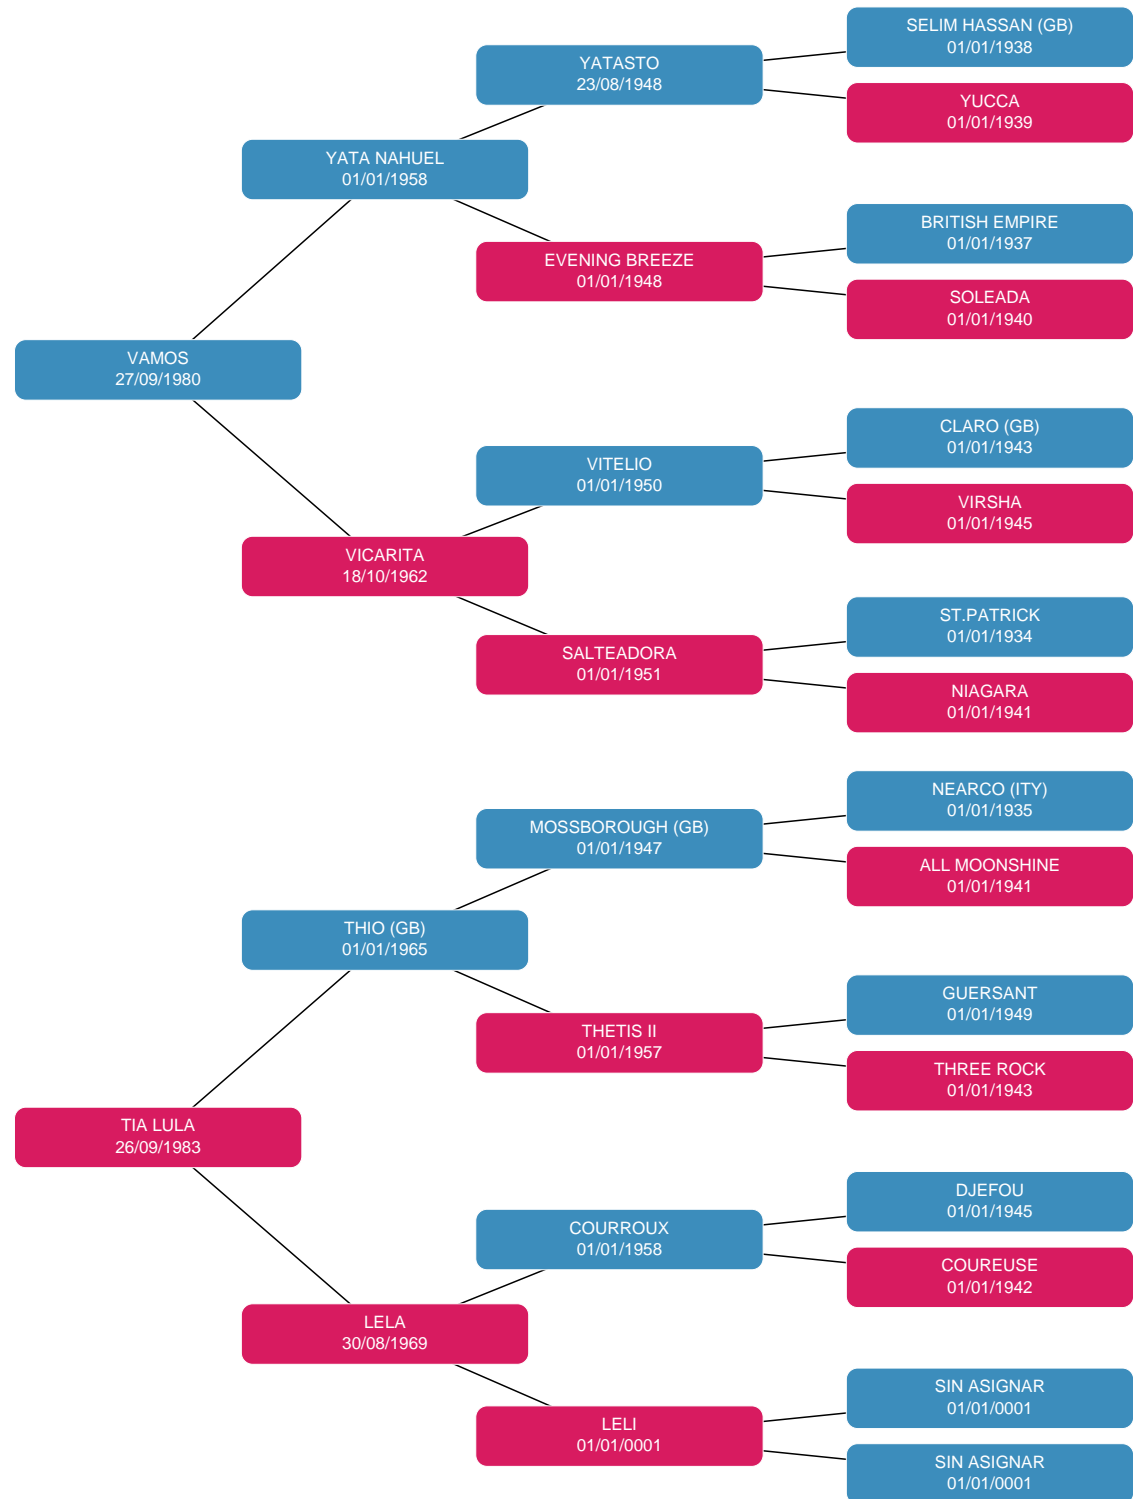 SELIM HASSAN (GB)
01/01/1938
YATASTO
23/08/1948
YUCCA
01/01/1939
YATA NAHUEL
01/01/1958
BRITISH EMPIRE
01/01/1937
EVENING BREEZE
01/01/1948
SOLEADA
01/01/1940
VAMOS
27/09/1980
CLARO (GB)
01/01/1943
VITELIO
01/01/1950
VIRSHA
01/01/1945
VICARITA
18/10/1962
ST.PATRICK
01/01/1934
SALTEADORA
01/01/1951
NIAGARA
01/01/1941
NEARCO (ITY)
01/01/1935
MOSSBOROUGH (GB)
01/01/1947
ALL MOONSHINE
01/01/1941
THIO (GB)
01/01/1965
GUERSANT
01/01/1949
THETIS II
01/01/1957
THREE ROCK
01/01/1943
TIA LULA
26/09/1983
DJEFOU
01/01/1945
COURROUX
01/01/1958
COUREUSE
01/01/1942
LELA
30/08/1969
SIN ASIGNAR
01/01/0001
LELI
01/01/0001
SIN ASIGNAR
01/01/0001